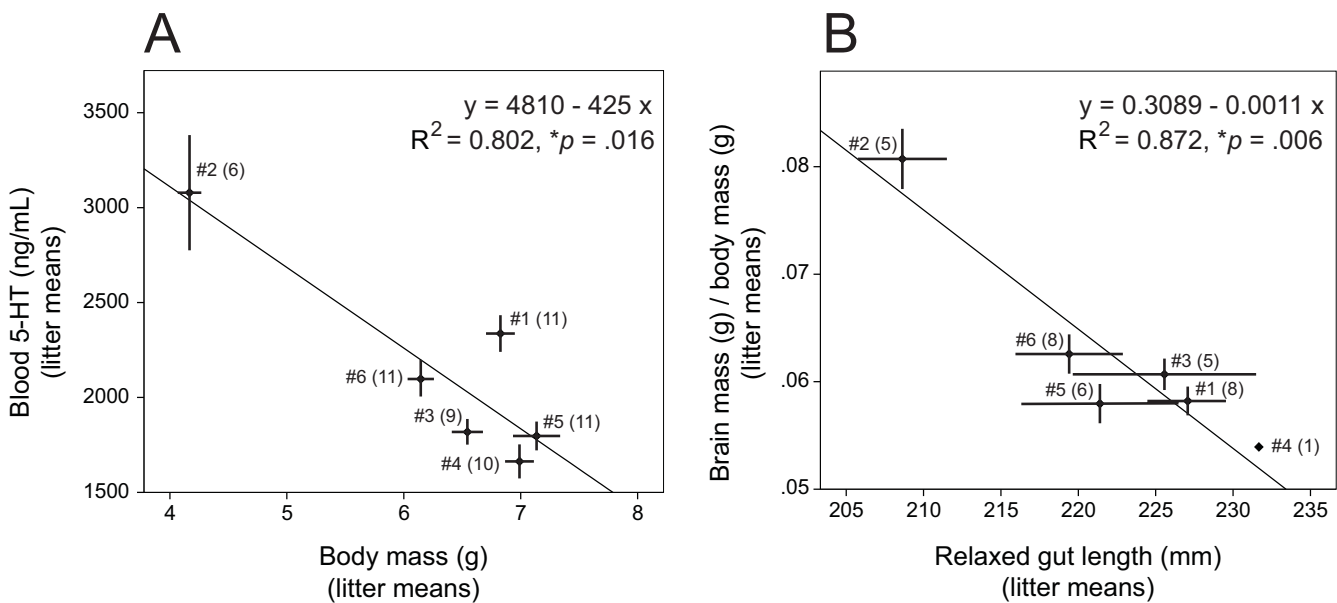 A
y = 4810 - 425 x
R² = 0.802, *p = .016
3500
3000
2500
2000
1500
#2 (6)
#1 (11)
#6 (11)
#3 (9)
#5 (11)
#4 (10)
4 5 6 7 8
Blood 5-HT (ng/mL)
(litter means)
Body mass (g)
(litter means)
B
y = 0.3089 - 0.0011 x
R² = 0.872, *p = .006
.08
.07
.06
.05
#2 (5)
#6 (8)
#3 (5)
#5 (6)
#1 (8)
#4 (1)
205 210 215 220 225 230 235
Brain mass (g) / body mass (g)
(litter means)
Relaxed gut length (mm)
(litter means)